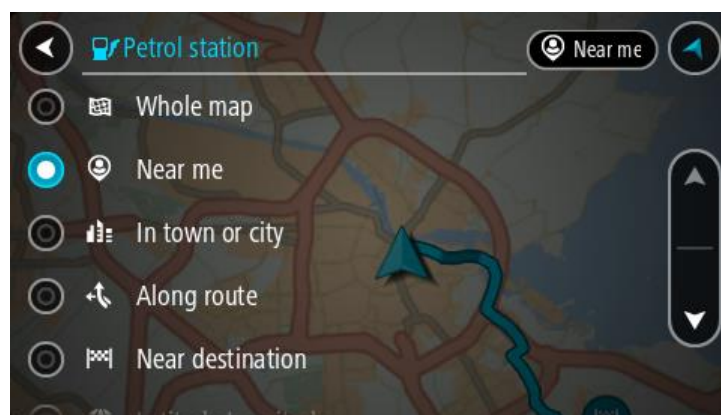 Petrol station
Near me
Whole map
Near me
In town or city
Along route
Near destination